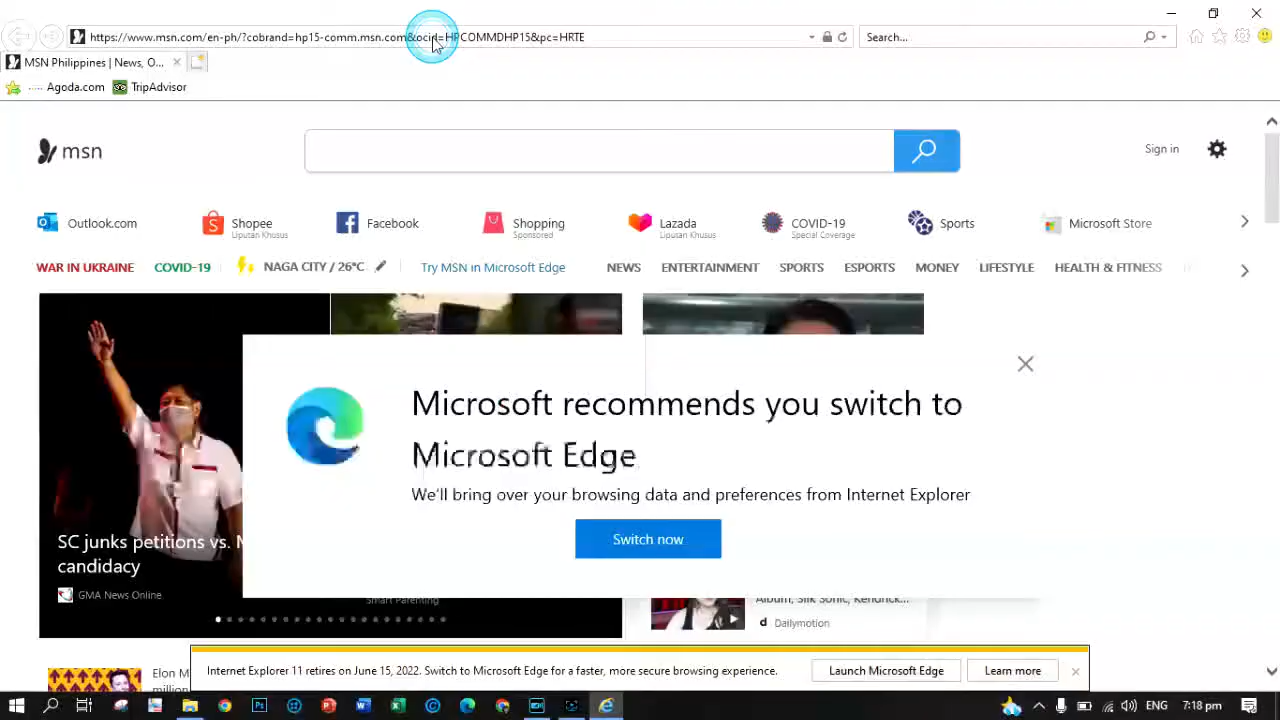 https://www.msn.com/en-ph/?cobrand=hp15-comm.msn.com&ocid=HPCOMMDHP15&pc=HRTE
Search...
MSN Philippines | News, O...
Agoda.com
TripAdvisor
msn
Sign in
Outlook.com
Shopee
Liputan Khusus
Facebook
Shopping
Sponsored
Lazada
Liputan Khusus
COVID-19
Special Coverage
Sports
Microsoft Store
WAR IN UKRAINE
COVID-19
NAGA CITY / 26°C
Try MSN in Microsoft Edge
NEWS
ENTERTAINMENT
SPORTS
ESPORTS
MONEY
LIFESTYLE
HEALTH & FITNESS
Microsoft recommends you switch to
Microsoft Edge
We'll bring over your browsing data and preferences from Internet Explorer
Switch now
SC junks petitions vs.
candidacy
GMA News Online
Smart Parenting
Album, Silk Sonic, Kendrick...
Dailymotion
Elon M
million
Internet Explorer 11 retires on June 15, 2022. Switch to Microsoft Edge for a faster, more secure browsing experience.
Launch Microsoft Edge
Learn more
ENG
7:18 pm